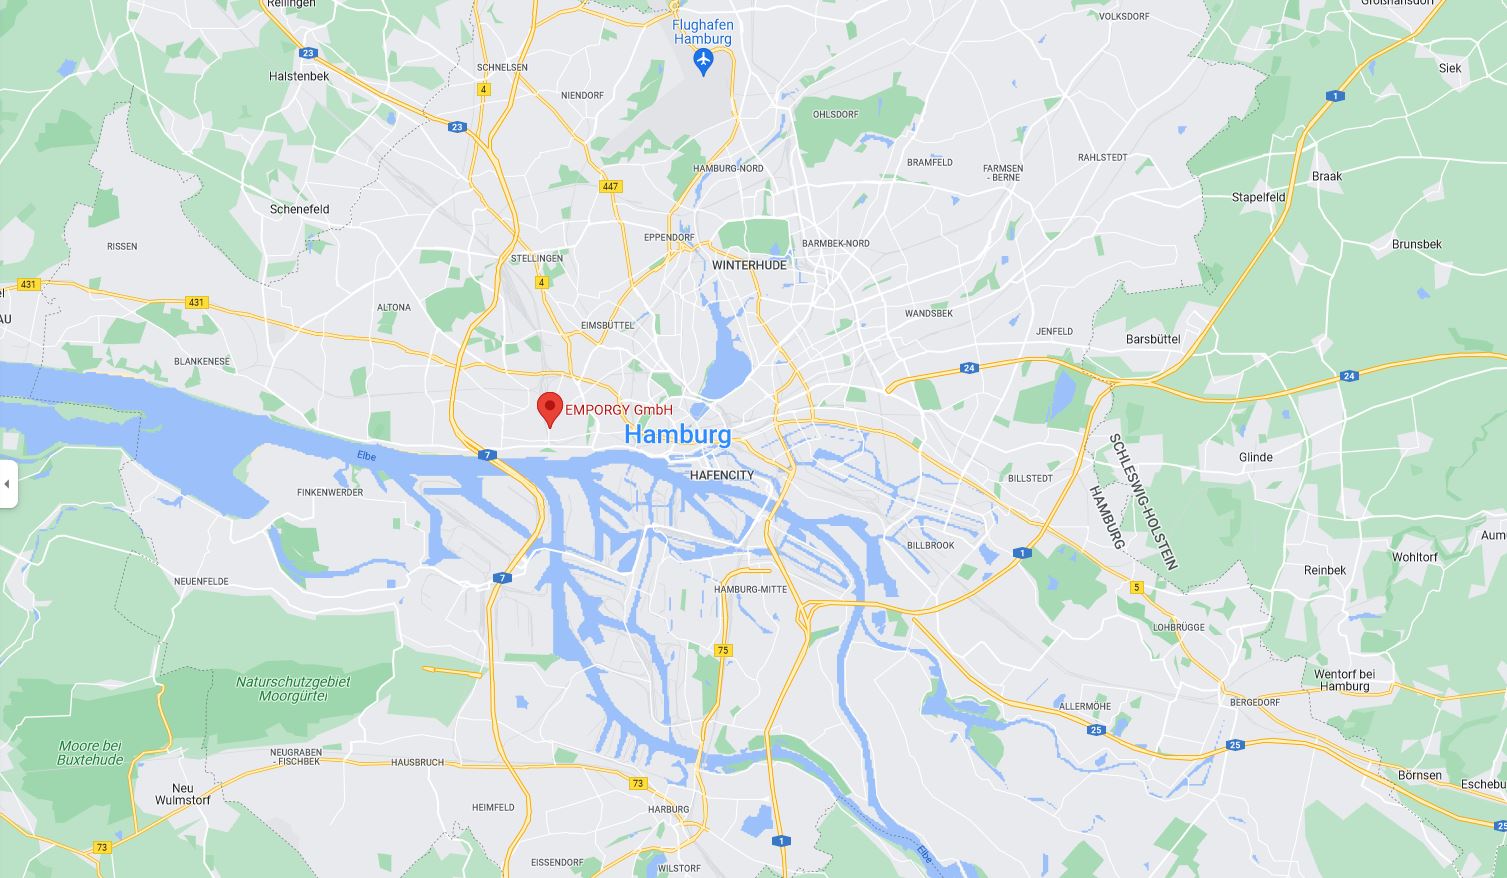 Rellingen
Großhansdorf
VOLKSDORF
Flughafen
Hamburg
23
Halstenbek
SCHNELSEN
Siek
4
NIENDORF
1
OHLSDORF
23
HAMBURG-NORD
BRAMFELD
FARMSEN
- BERNE
RAHLSTEDT
447
Braak
Stapelfeld
Schenefeld
RISSEN
EPPENDORF
BARMBEK-NORD
Brunsbek
STELLINGEN
WINTERHUDE
431
4
431
ALTONA
AU
EIMSBÜTTEL
WANDSBEK
JENFELD
Barsbüttel
BLANKENESE
24
24
EMPORGY GmbH
Hamburg
Elbe
7
Glinde
SCHLESWIG-HOLSTEIN
HAMBURG
HAFENCITY
BILLSTEDT
FINKENWERDER
BILLBROOK
1
Wohltorf
Aum
Reinbek
7
NEUENFELDE
HAMBURG-MITTE
5
LOHBRÜGGE
75
Naturschutzgebiet
Moorgürtel
Wentorf bei
Hamburg
ALLERMÖHE
BERGEDORF
25
25
Moore bei
Buxtehude
NEUGRABEN
- FISCHBEK
HAUSBRUCH
73
Börnsen
Eschebu
Neu
Wulmstorf
HEIMFELD
HARBURG
25
73
1
Elbe
EISSENDORF
WILSTORF